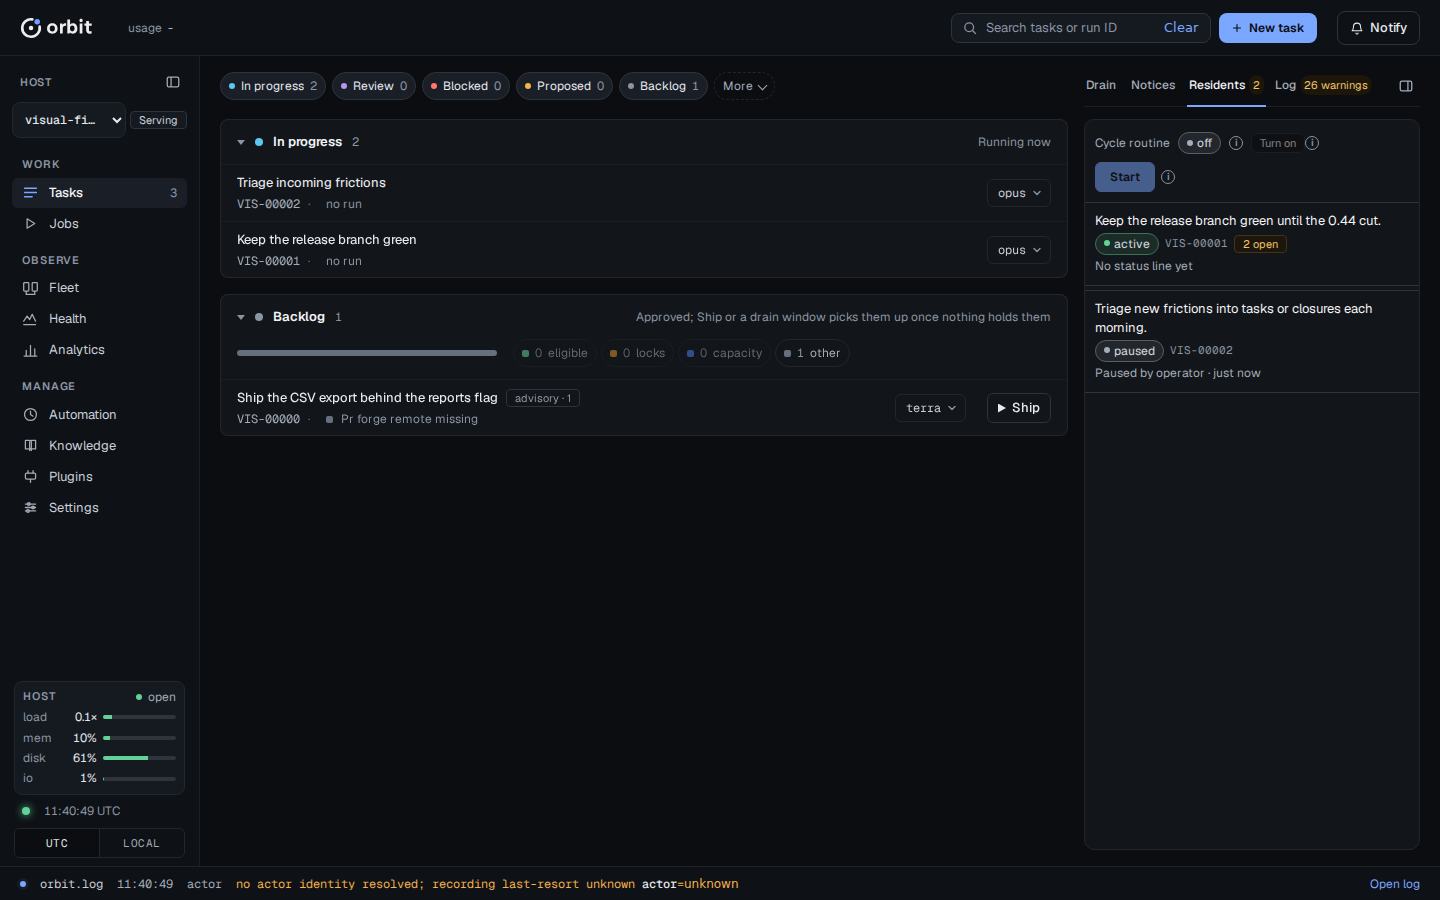 orbit
usage -
Search tasks or run ID
Clear
+ New task
Notify
HOST
visual-fi...
Serving
WORK
Tasks 3
Jobs
OBSERVE
Fleet
Health
Analytics
MANAGE
Automation
Knowledge
Plugins
Settings
HOST open
load 0.1×
mem 10%
disk 61%
io 1%
11:40:49 UTC
UTC LOCAL
In progress 2
Review 0
Blocked 0
Proposed 0
Backlog 1
More
In progress 2
Running now
Triage incoming frictions
VIS-00002 · no run
opus
Keep the release branch green
VIS-00001 · no run
opus
Backlog 1
Approved; Ship or a drain window picks them up once nothing holds them
0 eligible
0 locks
0 capacity
1 other
Ship the CSV export behind the reports flag
advisory · 1
VIS-00000 · Pr forge remote missing
terra
Ship
Drain
Notices
Residents 2
Log 26 warnings
Cycle routine
off
Turn on
Start
Keep the release branch green until the 0.44 cut.
active VIS-00001 2 open
No status line yet
Triage new frictions into tasks or closures each
morning.
paused VIS-00002
Paused by operator · just now
orbit.log 11:40:49 actor no actor identity resolved; recording last-resort unknown actor=unknown
Open log